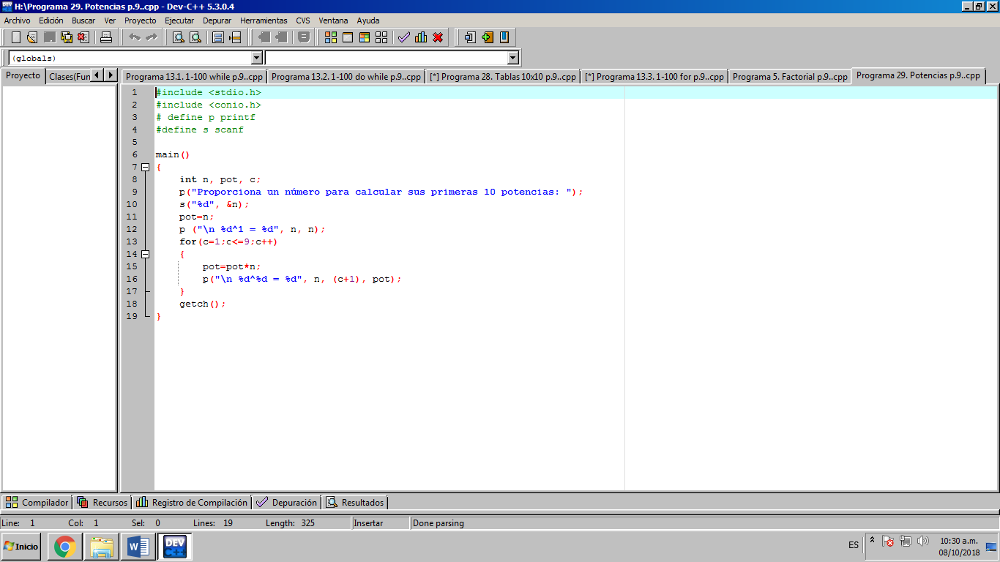 H:\Programa 29. Potencias p.9..cpp - Dev-C++ 5.3.0.4
Archivo Edición Buscar Ver Proyecto Ejecutar Depurar Herramientas CVS Ventana Ayuda
(globals)
Proyecto Clases(Fun
Programa 13.1. 1-100 while p.9..cpp Programa 13.2. 1-100 do while p.9..cpp [*] Programa 28. Tablas 10x10 p.9..cpp [*] Programa 13.3. 1-100 for p.9..cpp Programa 5. Factorial p.9..cpp Programa 29. Potencias p.9..cpp
1 #include <stdio.h>
2 #include <conio.h>
3 # define p printf
4 #define s scanf
5
6 main()
7 {
8 int n, pot, c;
9 p("Proporciona un número para calcular sus primeras 10 potencias: ");
10 s("%d", &n);
11 pot=n;
12 p ("\n %d^1 = %d", n, n);
13 for(c=1;c<=9;c++)
14 {
15 pot=pot*n;
16 p("\n %d^%d = %d", n, (c+1), pot);
17 }
18 getch();
19 }
Compilador Recursos Registro de Compilación Depuración Resultados
Line: 1 Col: 1 Sel: 0 Lines: 19 Length: 325 Insertar Done parsing
Inicio
W
DEV
C++
ES
10:30 a.m.
08/10/2018